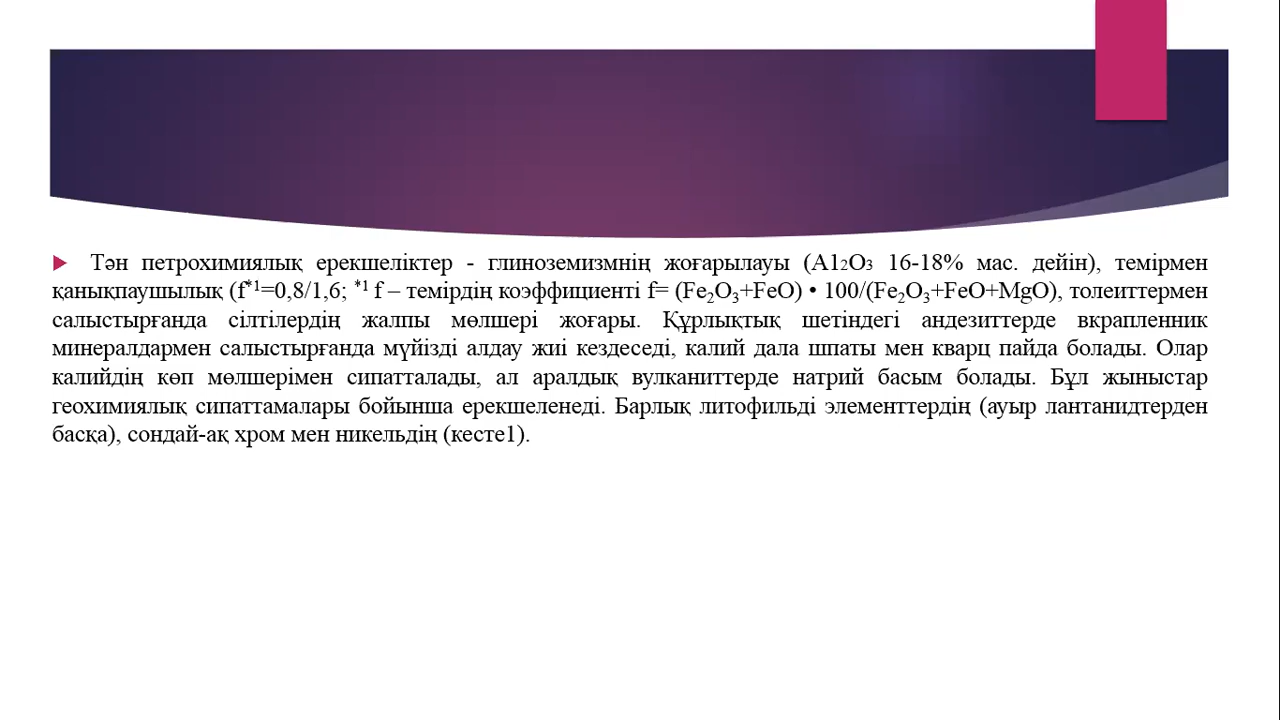 Тән петрохимиялық ерекшеліктер - глиноземизмнің жоғарылауы (А1₂О₃ 16-18% мас. дейін), темірмен
қанықпаушылық (f*¹=0,8/1,6; *¹ f – темірдің коэффициенті f= (Fe₂O₃+FeO) • 100/(Fe₂O₃+FeO+MgO), толеиттермен
салыстырғанда сілтілердің жалпы мөлшері жоғары. Құрлықтық шетіндегі андезиттерде вкрапленник
минералдармен салыстырғанда мүйізді алдау жиі кездеседі, калий дала шпаты мен кварц пайда болады. Олар
калийдің көп мөлшерімен сипатталады, ал аралдық вулканиттерде натрий басым болады. Бұл жыныстар
геохимиялық сипаттамалары бойынша ерекшеленеді. Барлық литофильді элементтердің (ауыр лантанидтерден
басқа), сондай-ақ хром мен никельдің (кесте1).